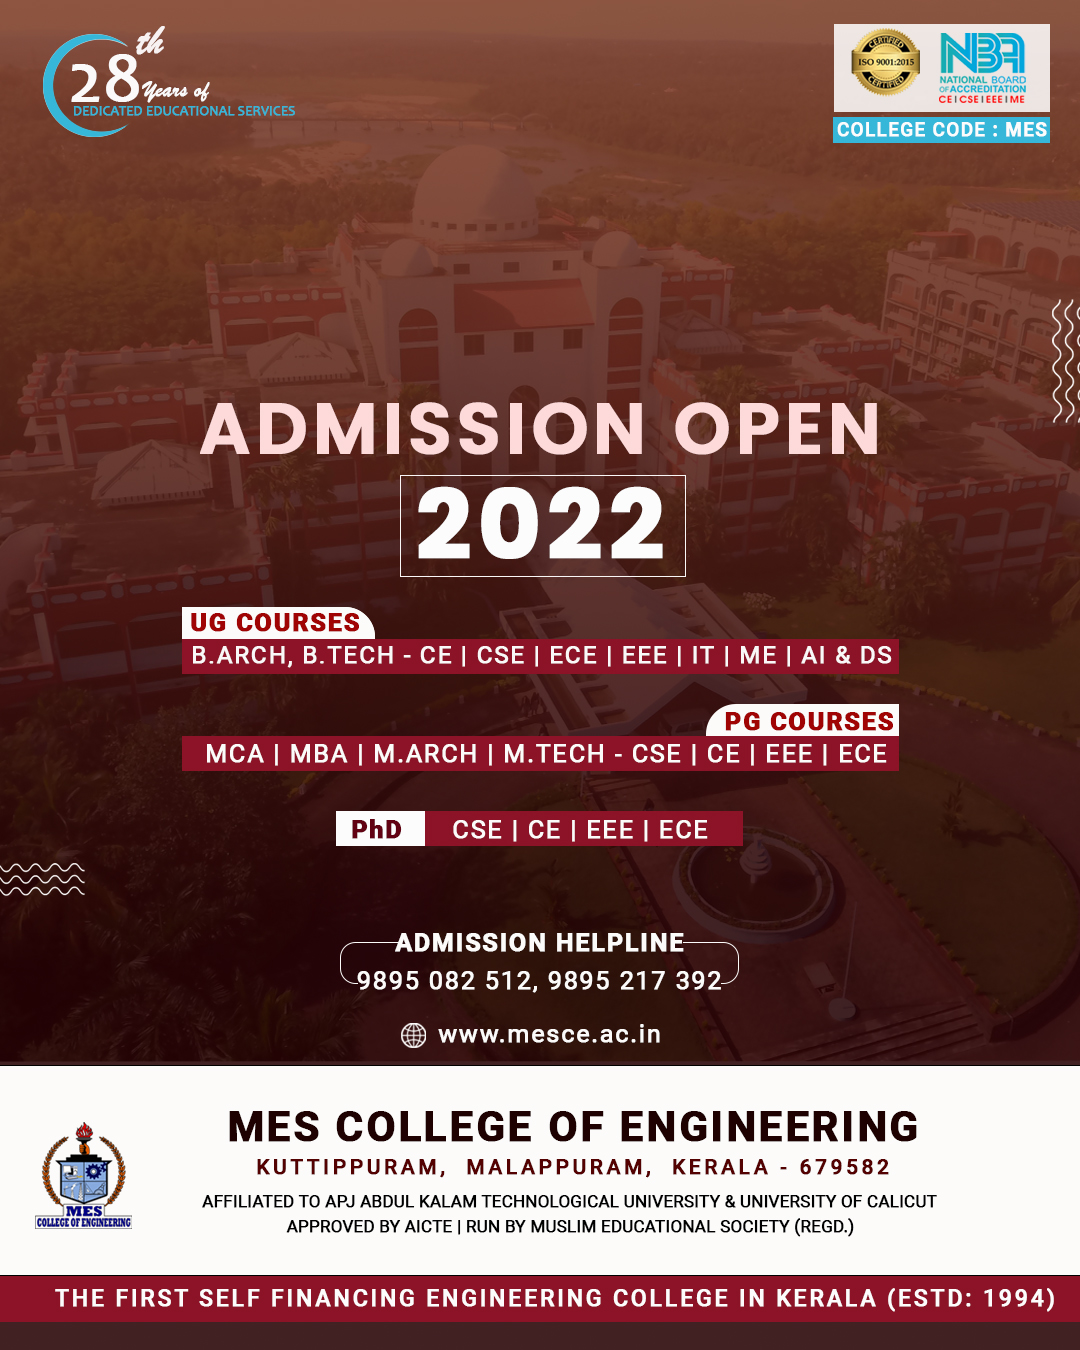 28th
Years of
DEDICATED EDUCATIONAL SERVICES
CERTIFIED
ISO 9001:2015
CERTIFIED
NBA
NATIONAL BOARD
OF ACCREDITATION
CE | CSE | EEE | ME
COLLEGE CODE : MES
ADMISSION OPEN
2022
UG COURSES
B.ARCH, B.TECH - CE | CSE | ECE | EEE | IT | ME | AI & DS
PG COURSES
MCA | MBA | M.ARCH | M.TECH - CSE | CE | EEE | ECE
PhD CSE | CE | EEE | ECE
ADMISSION HELPLINE
9895 082 512, 9895 217 392
www.mesce.ac.in
MES COLLEGE OF ENGINEERING
KUTTIPPURAM, MALAPPURAM, KERALA - 679582
AFFILIATED TO APJ ABDUL KALAM TECHNOLOGICAL UNIVERSITY & UNIVERSITY OF CALICUT
APPROVED BY AICTE | RUN BY MUSLIM EDUCATIONAL SOCIETY (REGD.)
MES
COLLEGE OF ENGINEERING
THE FIRST SELF FINANCING ENGINEERING COLLEGE IN KERALA (ESTD: 1994)